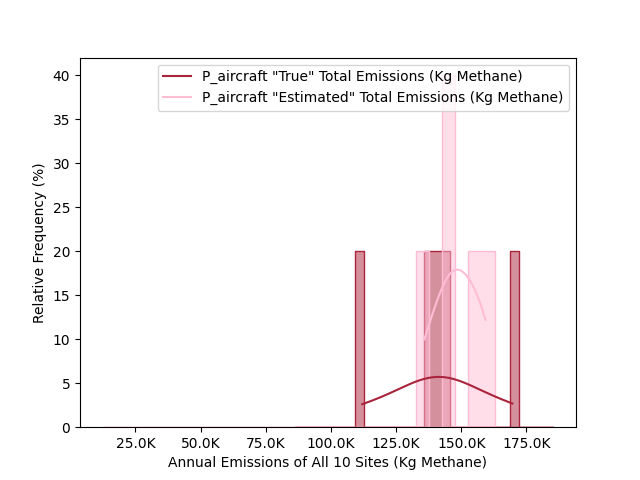 P_aircraft "True" Total Emissions (Kg Methane)
P_aircraft "Estimated" Total Emissions (Kg Methane)
40
35
30
25
20
15
10
5
0
Relative Frequency (%)
25.0K 50.0K 75.0K 100.0K 125.0K 150.0K 175.0K
Annual Emissions of All 10 Sites (Kg Methane)